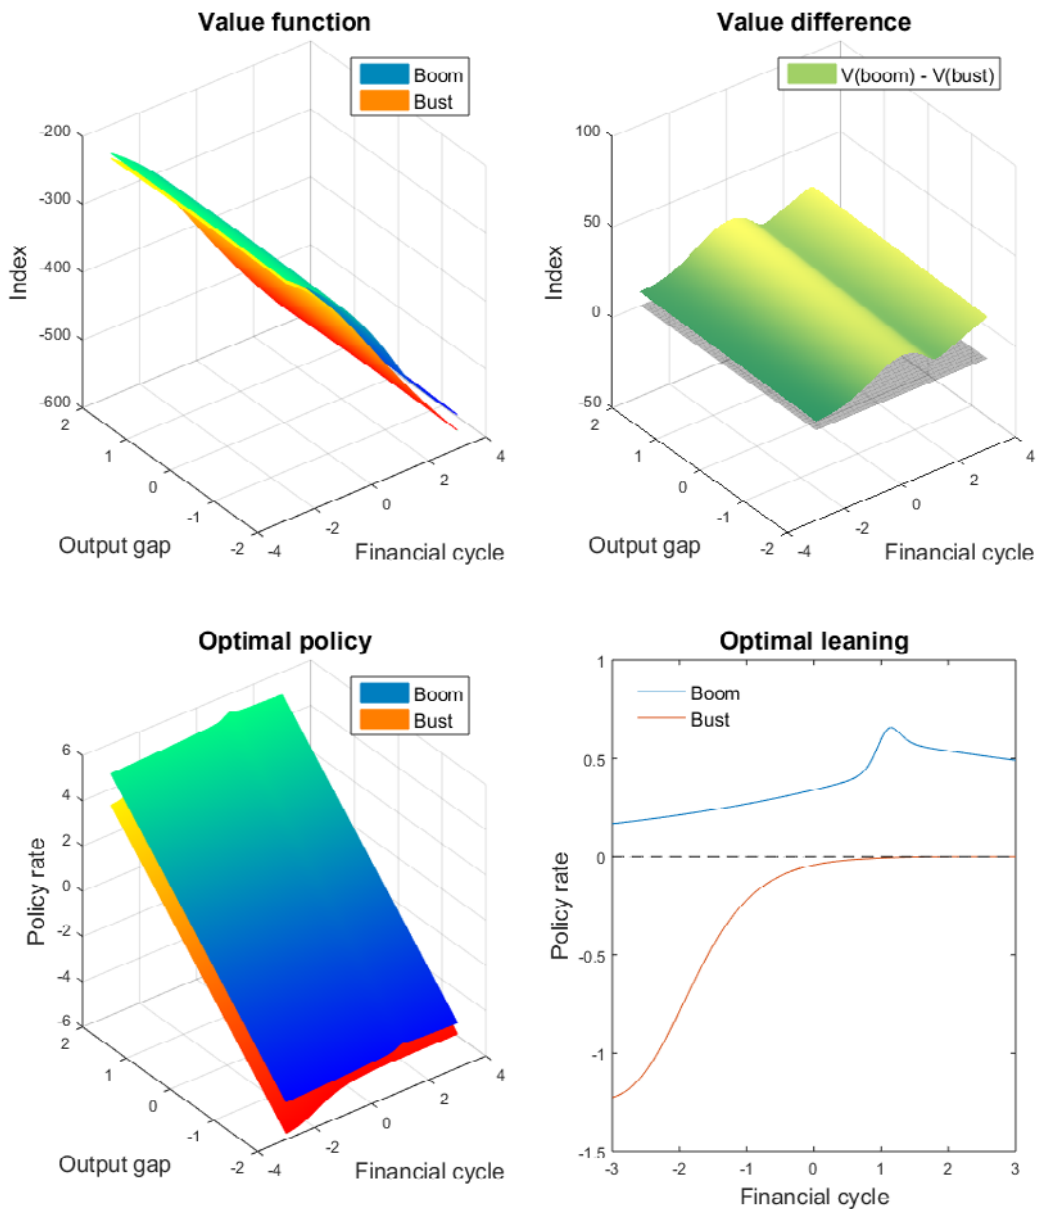 Value function
Boom
Bust
-200
-300
-400
-500
-600
Index
2
1
0
-1
-2
Output gap
-4
-2
0
2
4
Financial cycle
Value difference
V(boom) - V(bust)
100
50
0
-50
Index
2
1
0
-1
-2
Output gap
-4
-2
0
2
4
Financial cycle
Optimal policy
Boom
Bust
6
4
2
0
-2
-4
-6
Policy rate
2
1
0
-1
-2
Output gap
-4
-2
0
2
4
Financial cycle
Optimal leaning
Boom
Bust
1
0.5
0
-0.5
-1
-1.5
Policy rate
-3
-2
-1
0
1
2
3
Financial cycle